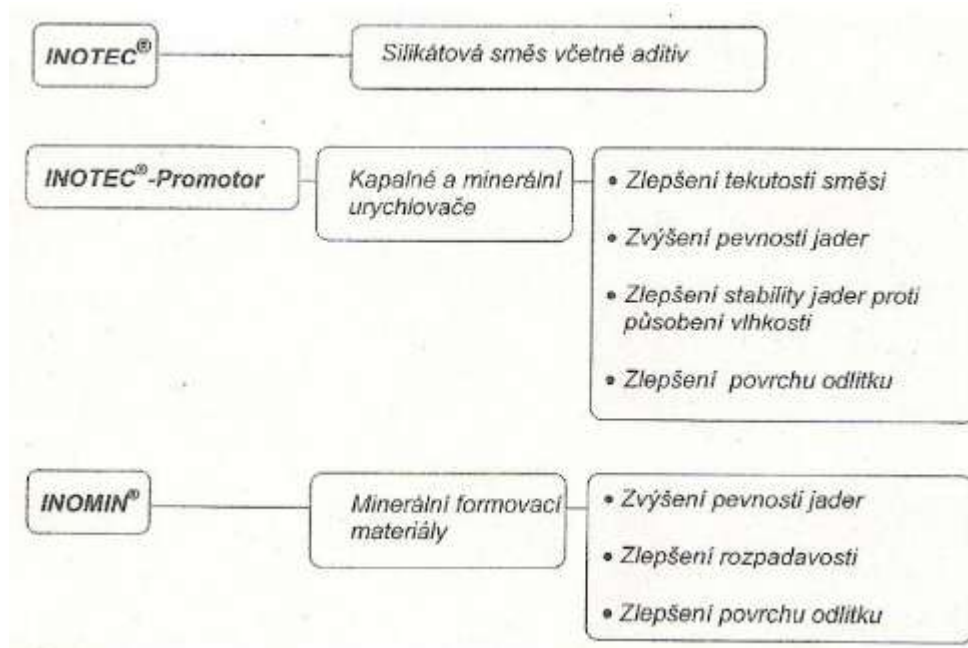 INOTEC®
Silikátová směs včetně aditiv
INOTEC®-Promotor
Kapalné a minerální
urychlovače
• Zlepšení tekutosti směsi
• Zvýšení pevnosti jader
• Zlepšení stability jader proti
působení vlhkosti
• Zlepšení povrchu odlitku
INOMIN®
Minerální formovací
materiály
• Zvýšení pevnosti jader
• Zlepšení rozpadavosti
• Zlepšení povrchu odlitku